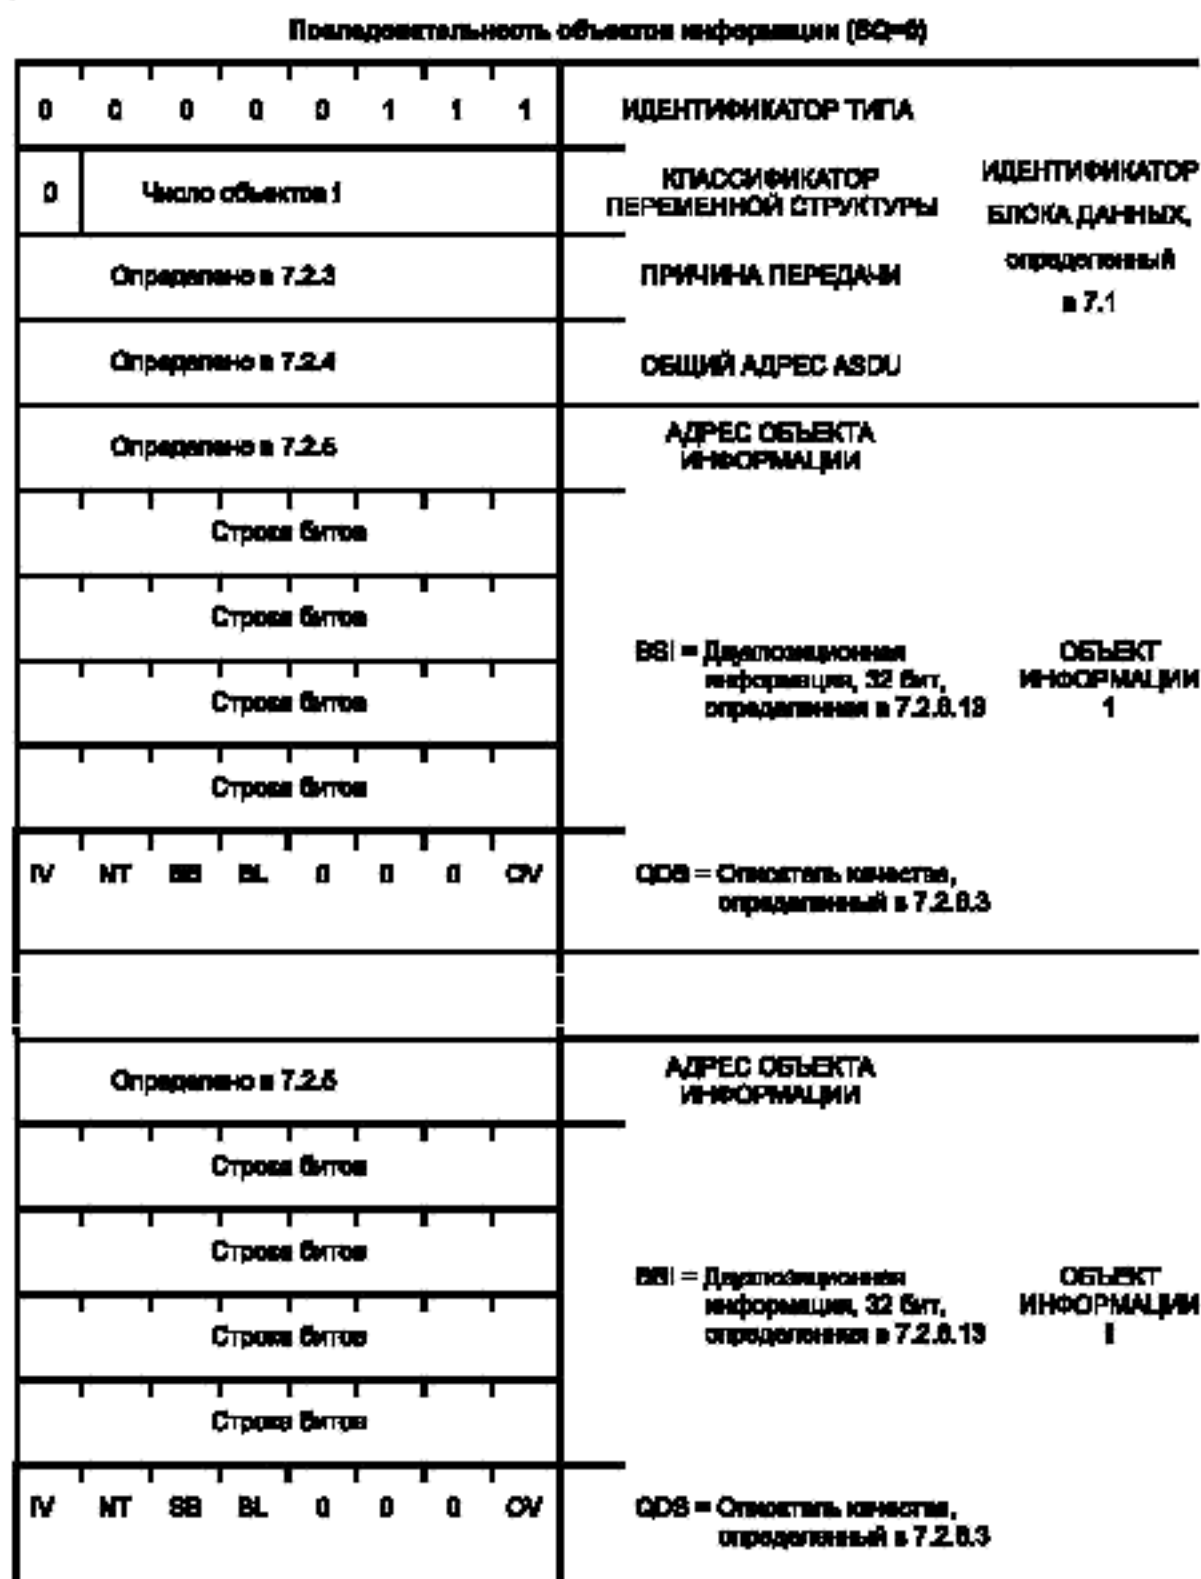 Последовательность объектов информации (SQ=0)
0 0 0 0 0 1 1 1 ИДЕНТИФИКАТОР ТИПА
0 Число объектов i КЛАССИФИКАТОР ПЕРЕМЕННОЙ СТРУКТУРЫ
ИДЕНТИФИКАТОР
БЛОКА ДАННЫХ,
определенный
в 7.1
Определено в 7.2.3 ПРИЧИНА ПЕРЕДАЧИ
Определено в 7.2.4 ОБЩИЙ АДРЕС ASDU
Определено в 7.2.5 АДРЕС ОБЪЕКТА
ИНФОРМАЦИИ
Строка битов
Строка битов
Строка битов
Строка битов
BSI = Двухпозиционная
информация, 32 бит,
определенная в 7.2.6.13
ОБЪЕКТ
ИНФОРМАЦИИ
1
IV NT SB BL 0 0 0 OV
QDS = Описатель качества,
определенный в 7.2.6.3
Определено в 7.2.5 АДРЕС ОБЪЕКТА
ИНФОРМАЦИИ
Строка битов
Строка битов
Строка битов
Строка битов
BSI = Двухпозиционная
информация, 32 бит,
определенная в 7.2.6.13
ОБЪЕКТ
ИНФОРМАЦИИ
i
IV NT SB BL 0 0 0 OV
QDS = Описатель качества,
определенный в 7.2.6.3